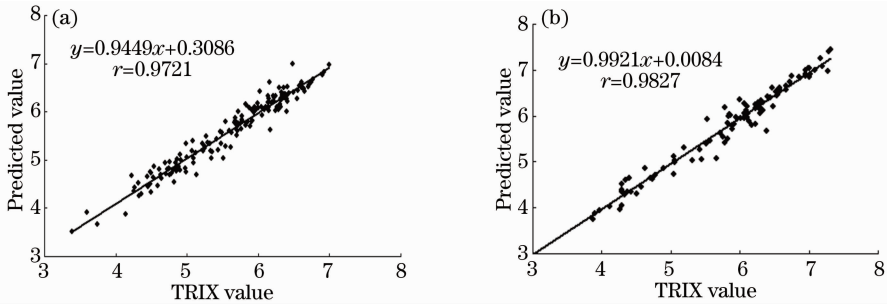 (a)
y=0.9449x+0.3086
r=0.9721
8
7
6
5
4
3
Predicted value
3 4 5 6 7 8
TRIX value
(b)
y=0.9921x+0.0084
r=0.9827
8
7
6
5
4
3
Predicted value
3 4 5 6 7 8
TRIX value